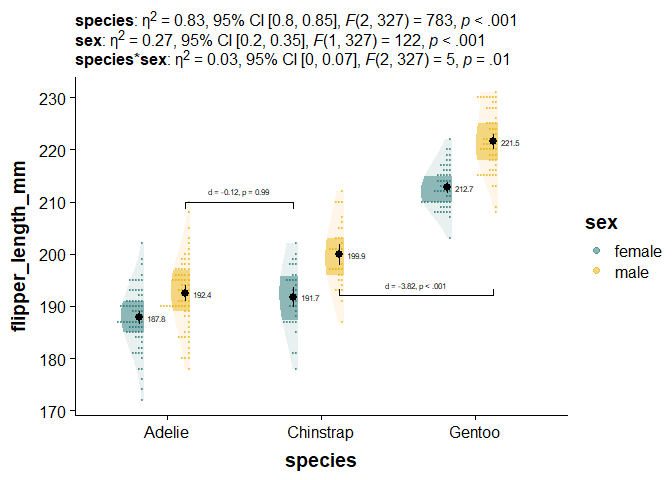 species: η2 = 0.83, 95% CI [0.8, 0.85], F(2, 327) = 783, p < .001
sex: η2 = 0.27, 95% CI [0.2, 0.35], F(1, 327) = 122, p < .001
species*sex: η2 = 0.03, 95% CI [0, 0.07], F(2, 327) = 5, p = .01
230
220
210
200
190
180
170
flipper_length_mm
221.5
212.7
d = -0.12, p = 0.99
199.9
d = -3.82, p < .001
192.4
191.7
187.8
sex
female
male
Adelie
Chinstrap
Gentoo
species